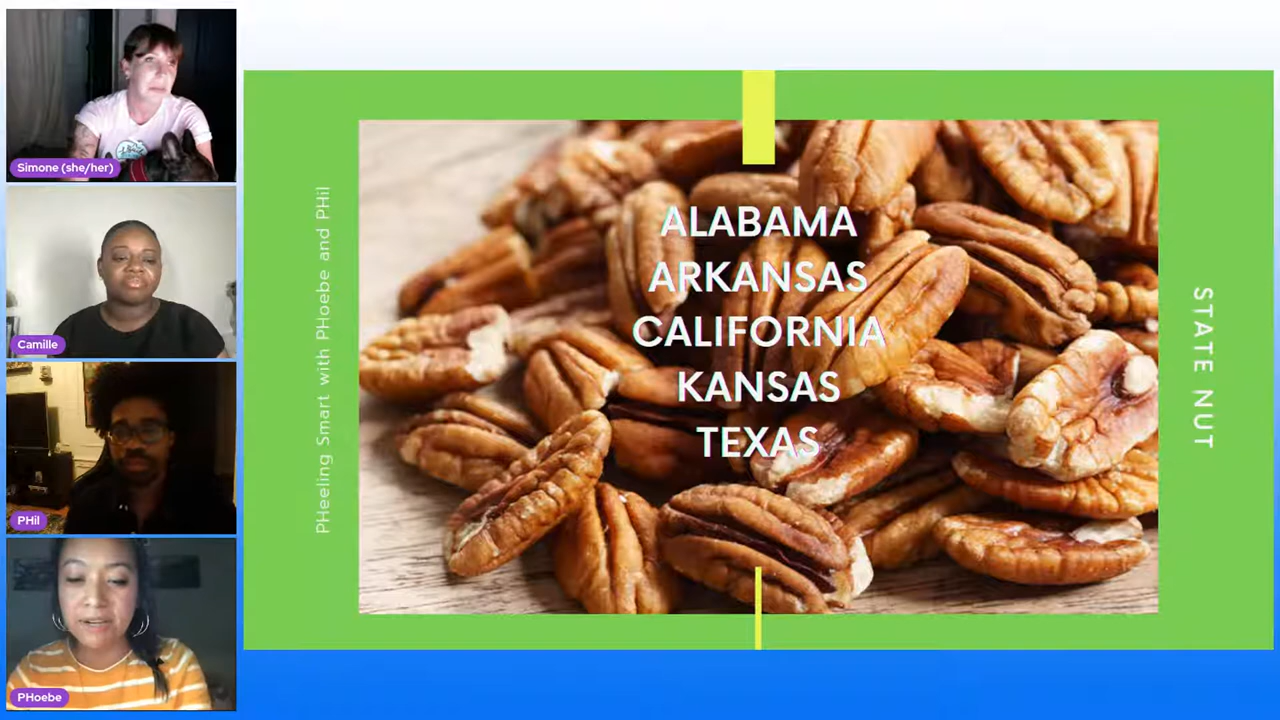 Simone (she/her)
Camille
PHil
PHoebe
PHeeling Smart with PHoebe and PHil
ALABAMA
ARKANSAS
CALIFORNIA
KANSAS
TEXAS
STATE NUT